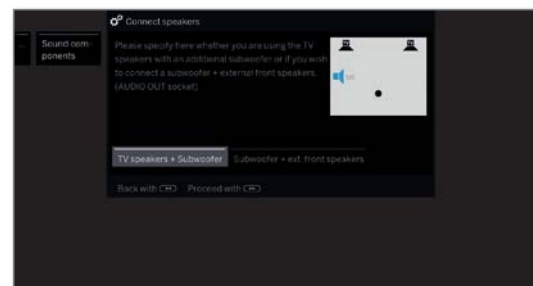 Connect speakers
Sound com-
ponents
Please specify here whether you are using the TV
speakers with an additional subwoofer or if you wish
to connect a subwoofer + external front speakers.
(AUDIO OUT socket)
TV speakers + Subwoofer
Subwoofer + ext. front speakers
Back with Proceed with